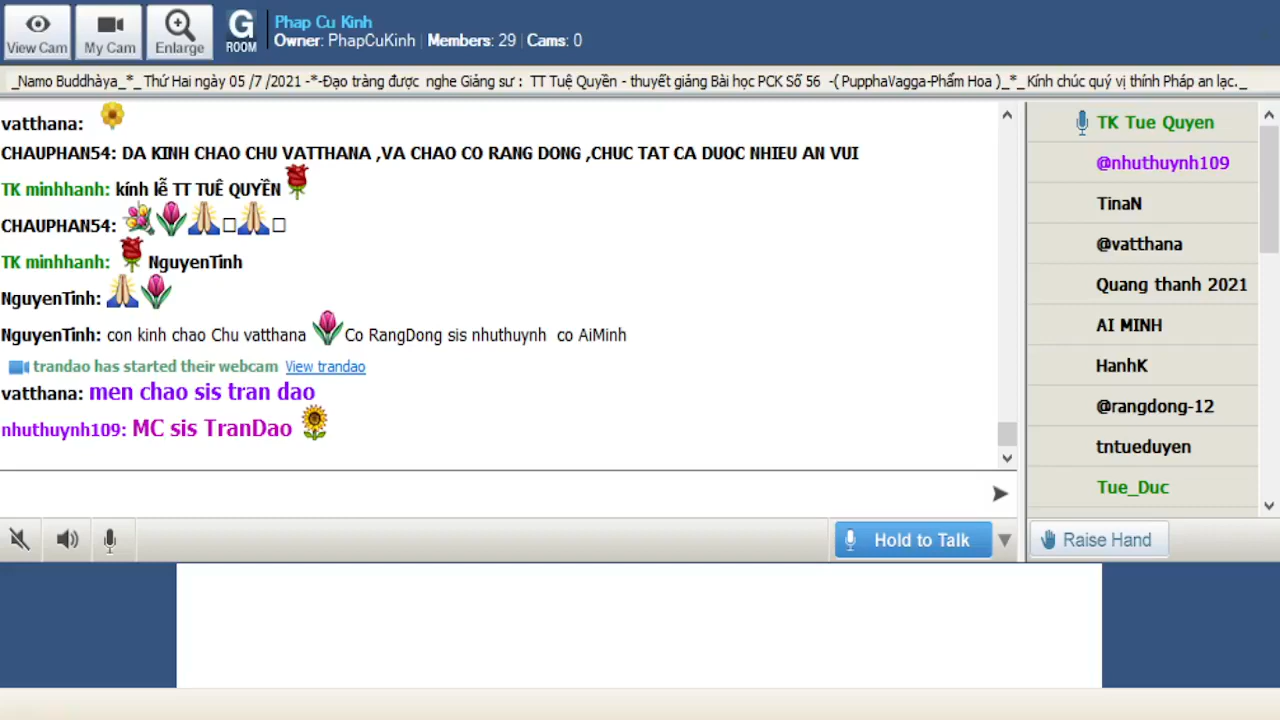 View Cam
My Cam
Enlarge
G
ROOM
Phap Cu Kinh
Owner: PhapCuKinh | Members: 29 | Cams: 0
_Namo Buddhàya_*_ Thứ Hai ngày 05 /7 /2021 -*-Đạo tràng được nghe Giảng sư : TT Tuệ Quyền - thuyết giảng Bài học PCK Số 56 -( PupphaVagga-Phẩm Hoa )_*_ Kính chúc quý vị thính Pháp an lạc._
vatthana:
CHAUPHAN54: DA KINH CHAO CHU VATTHANA ,VA CHAO CO RANG DONG ,CHUC TAT CA DUOC NHIEU AN VUI
TK minhhanh: kính lễ TT TUÊ QUYỀN
CHAUPHAN54:
TK minhhanh: NguyenTinh
NguyenTinh:
NguyenTinh: con kinh chao Chu vatthana Co RangDong sis nhuthuynh co AiMinh
trandao has started their webcam View trandao
vatthana: men chao sis tran dao
nhuthuynh109: MC sis TranDao
TK Tue Quyen
@nhuthuynh109
TinaN
@vatthana
Quang thanh 2021
AI MINH
HanhK
@rangdong-12
tntueduyen
Tue_Duc
Hold to Talk
Raise Hand